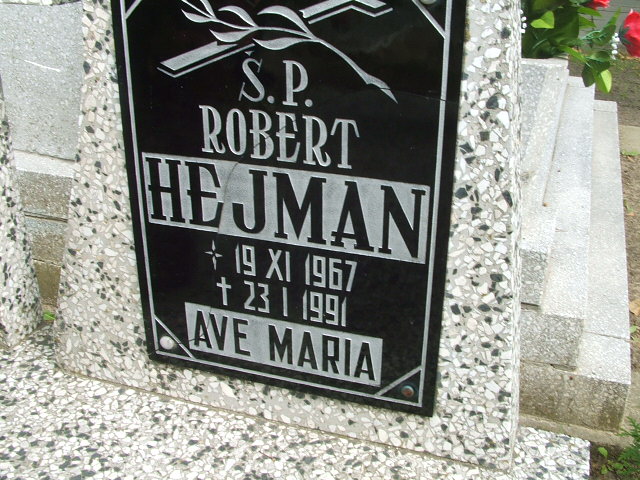 Ś.P.
ROBERT
HEJMAN
19 XI 1967
✝ 23 I 1991
AVE MARIA